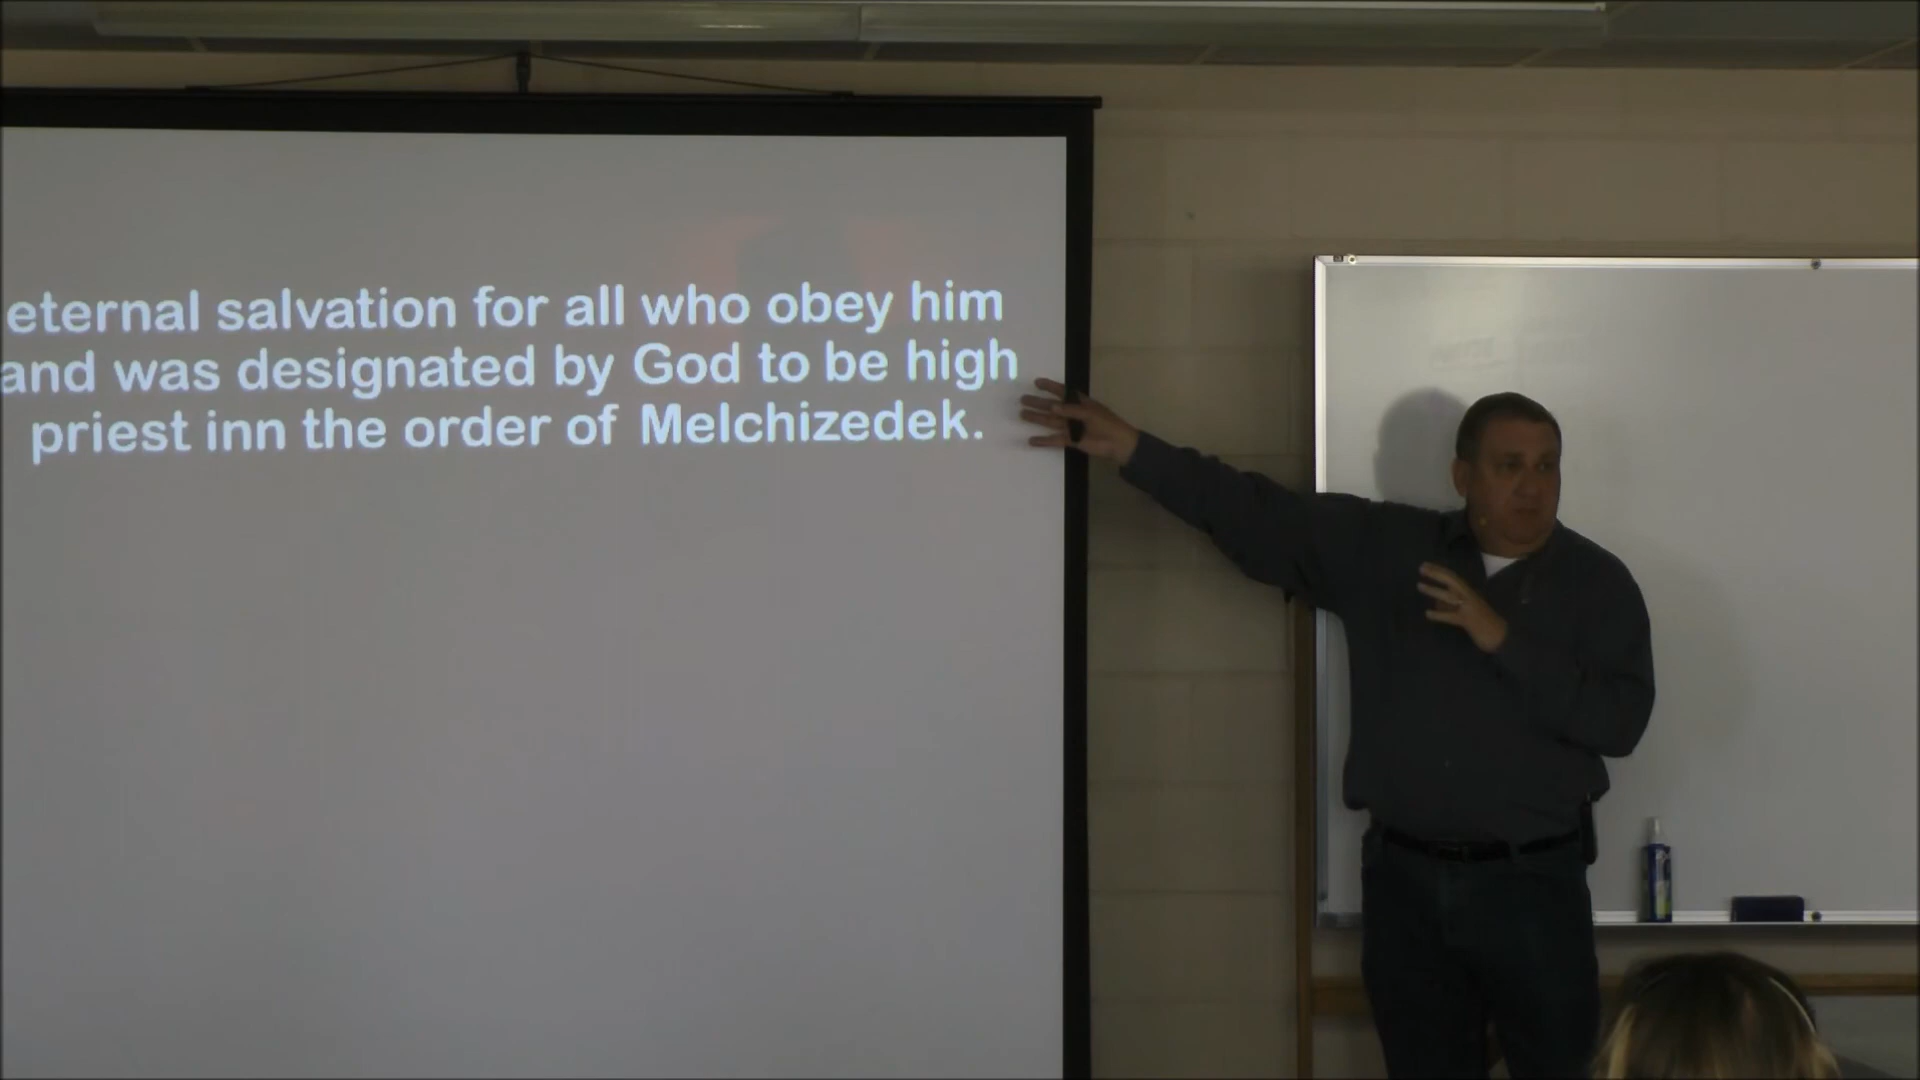 eternal salvation for all who obey him
and was designated by God to be high
priest inn the order of Melchizedek.